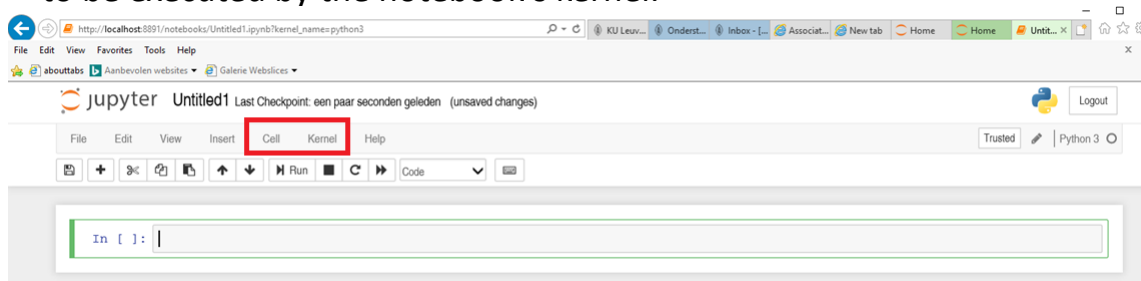 to be executed by the notebook's kernel.
http://localhost:8891/notebooks/Untitled1.ipynb?kernel_name=python3 KU Leuv... Onderst... Inbox - [... Associat... New tab Home Home Untit...
File Edit View Favorites Tools Help
abouttabs Aanbevolen websites Galerie Webslices
jupyter Untitled1 Last Checkpoint: een paar seconden geleden (unsaved changes) Logout
File Edit View Insert Cell Kernel Help Trusted Python 3
Run Code
In [ ]: